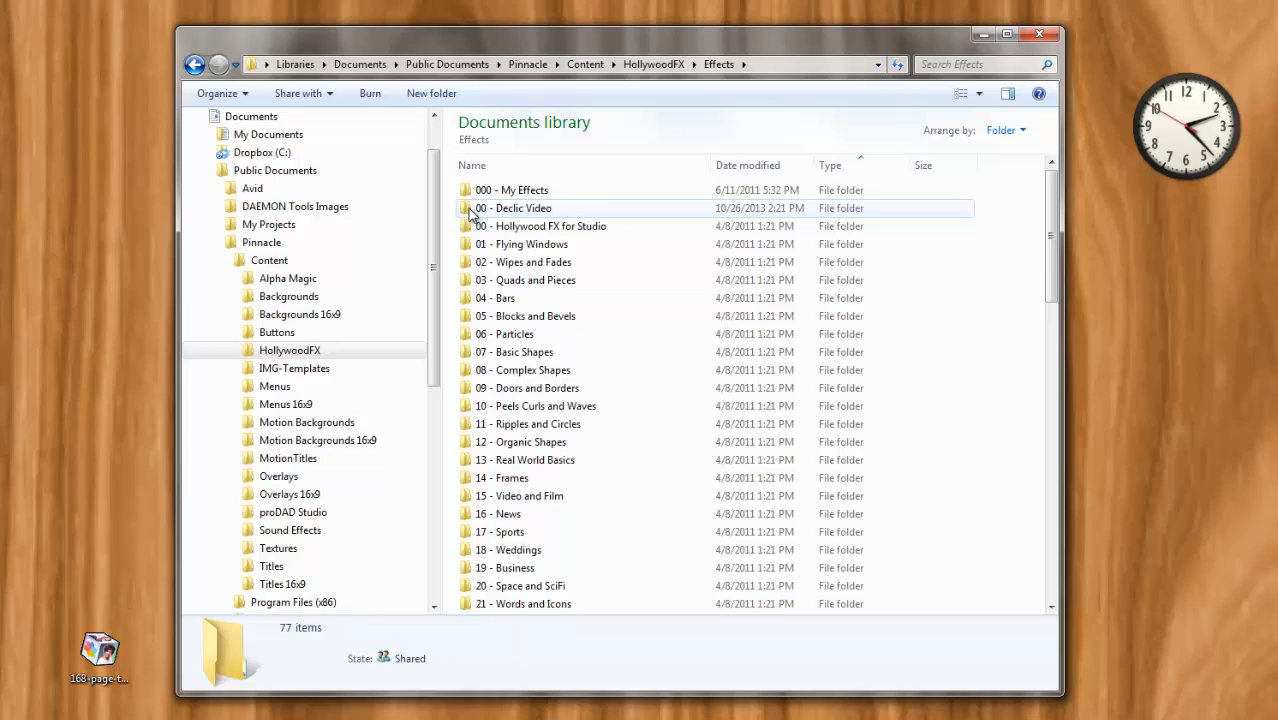 Libraries ▸ Documents ▸ Public Documents ▸ Pinnacle ▸ Content ▸ HollywoodFX ▸ Effects ▸ Search Effects
Organize Share with Burn New folder
Documents
My Documents
Dropbox (C:)
Public Documents
Avid
DAEMON Tools Images
My Projects
Pinnacle
Content
Alpha Magic
Backgrounds
Backgrounds 16x9
Buttons
HollywoodFX
IMG-Templates
Menus
Menus 16x9
Motion Backgrounds
Motion Backgrounds 16x9
MotionTitles
Overlays
Overlays 16x9
proDAD Studio
Sound Effects
Textures
Titles
Titles 16x9
Program Files (x86)
Documents library
Effects
Arrange by: Folder
Name Date modified Type Size
000 - My Effects 6/11/2011 5:32 PM File folder
00 - Declic Video 10/26/2013 2:21 PM File folder
00 - Hollywood FX for Studio 4/8/2011 1:21 PM File folder
01 - Flying Windows 4/8/2011 1:21 PM File folder
02 - Wipes and Fades 4/8/2011 1:21 PM File folder
03 - Quads and Pieces 4/8/2011 1:21 PM File folder
04 - Bars 4/8/2011 1:21 PM File folder
05 - Blocks and Bevels 4/8/2011 1:21 PM File folder
06 - Particles 4/8/2011 1:21 PM File folder
07 - Basic Shapes 4/8/2011 1:21 PM File folder
08 - Complex Shapes 4/8/2011 1:21 PM File folder
09 - Doors and Borders 4/8/2011 1:21 PM File folder
10 - Peels Curls and Waves 4/8/2011 1:21 PM File folder
11 - Ripples and Circles 4/8/2011 1:21 PM File folder
12 - Organic Shapes 4/8/2011 1:21 PM File folder
13 - Real World Basics 4/8/2011 1:21 PM File folder
14 - Frames 4/8/2011 1:21 PM File folder
15 - Video and Film 4/8/2011 1:21 PM File folder
16 - News 4/8/2011 1:21 PM File folder
17 - Sports 4/8/2011 1:21 PM File folder
18 - Weddings 4/8/2011 1:21 PM File folder
19 - Business 4/8/2011 1:21 PM File folder
20 - Space and SciFi 4/8/2011 1:21 PM File folder
21 - Words and Icons 4/8/2011 1:21 PM File folder
77 items
State: Shared
168-page-t...
12 1 2 3 4 5 6 7 8 9 10 11